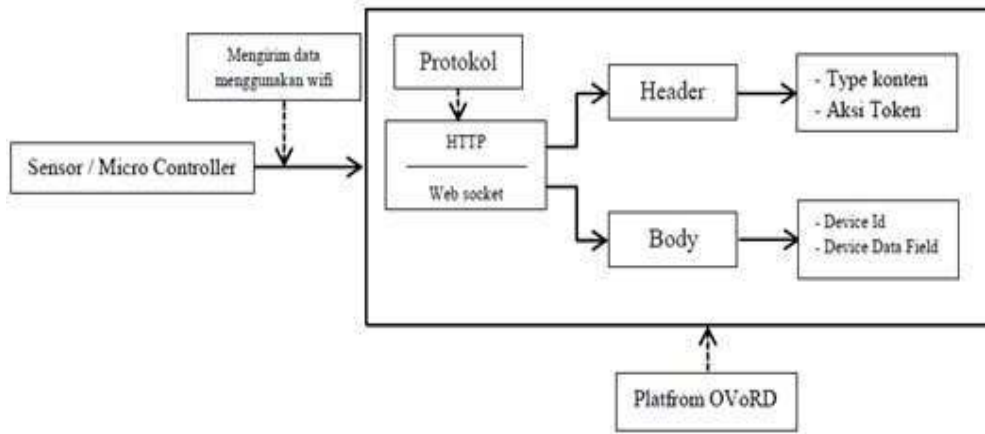 Mengirim data
menggunakan wifi
Protokol
Header
- Type konten
- Aksi Token
HTTP
Web socket
Sensor / Micro Controller
Body
- Device Id
- Device Data Field
Platfrom OVoRD